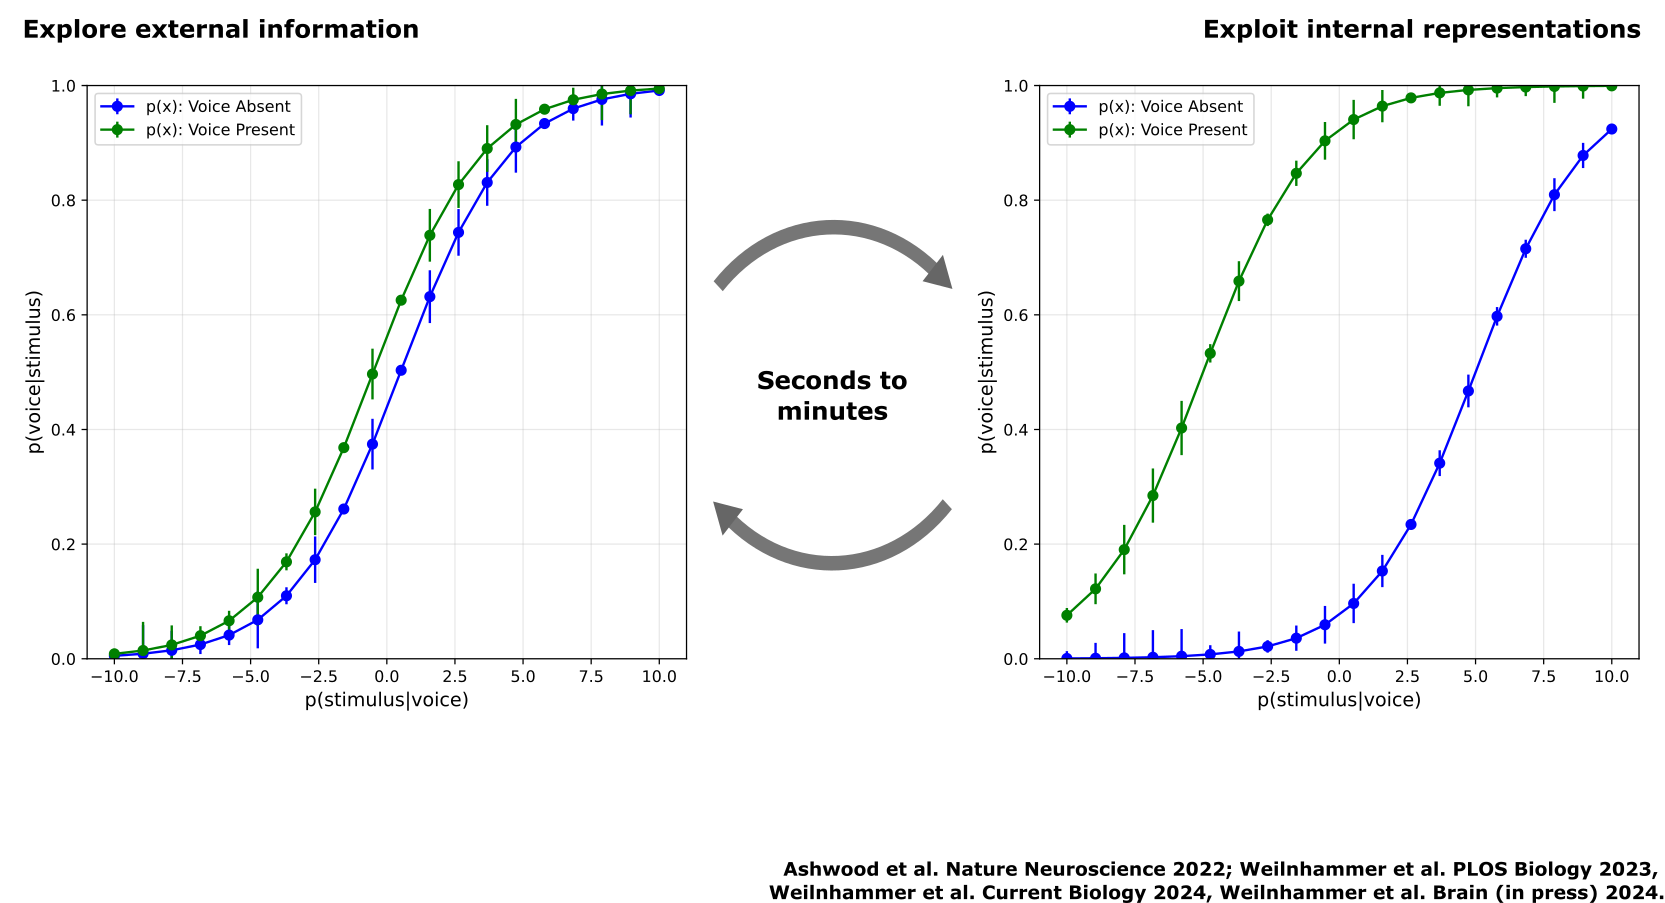 Explore external information
Exploit internal representations
p(x): Voice Absent
p(x): Voice Present
1.0
0.8
0.6
0.4
0.2
0.0
p(voice|stimulus)
−10.0 −7.5 −5.0 −2.5 0.0 2.5 5.0 7.5 10.0
p(stimulus|voice)
Seconds to
minutes
p(x): Voice Absent
p(x): Voice Present
1.0
0.8
0.6
0.4
0.2
0.0
p(voice|stimulus)
−10.0 −7.5 −5.0 −2.5 0.0 2.5 5.0 7.5 10.0
p(stimulus|voice)
Ashwood et al. Nature Neuroscience 2022; Weilnhammer et al. PLOS Biology 2023,
Weilnhammer et al. Current Biology 2024, Weilnhammer et al. Brain (in press) 2024.